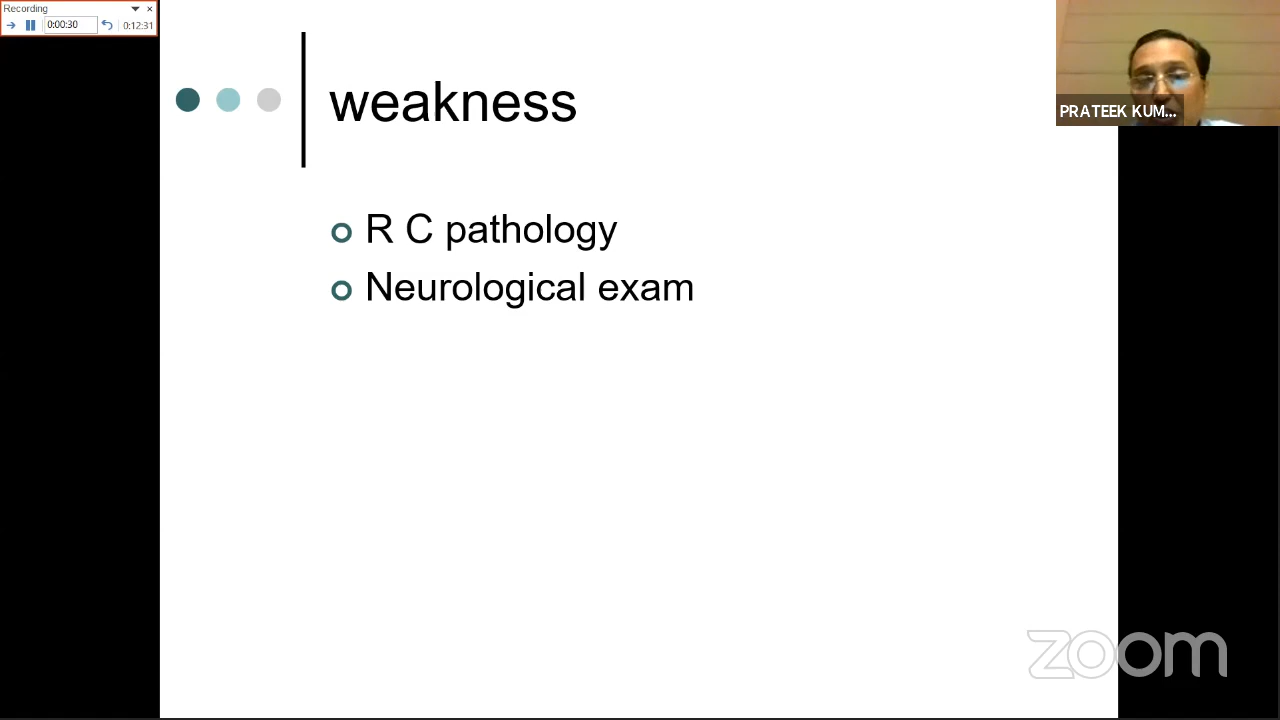 Recording
0:00:30
0:12:31
weakness
PRATEEK KUM...
R C pathology
Neurological exam
zoom